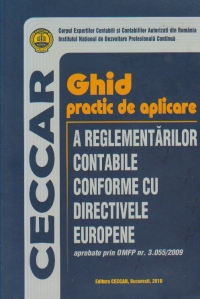 Corpul Experţilor Contabili şi Contabililor Autorizaţi din România
Institutul Naţional de Dezvoltare Profesională Continuă
CECCAR
Ghid
practic de aplicare
A REGLEMENTĂRILOR
CONTABILE
CONFORME CU
DIRECTIVELE
EUROPENE
aprobate prin OMFP nr. 3.055/2009
Editura CECCAR, Bucureşti, 2010